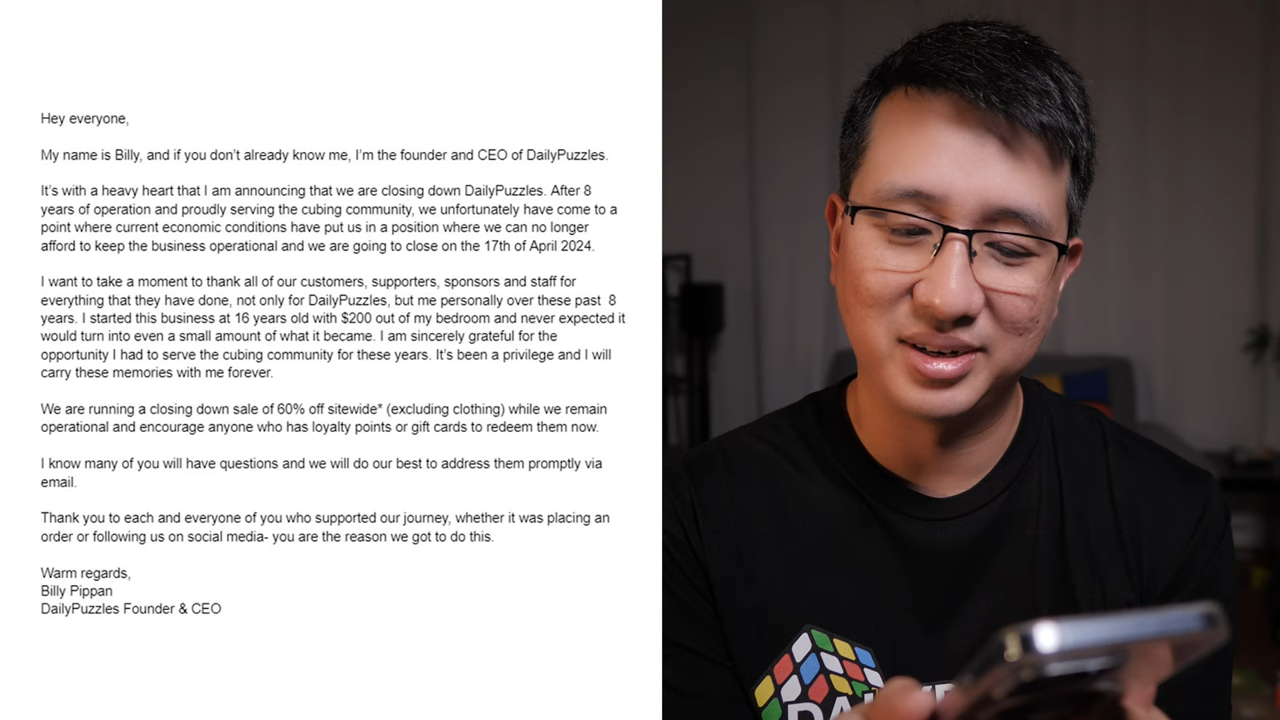 Hey everyone,
My name is Billy, and if you don't already know me, I'm the founder and CEO of DailyPuzzles.
It's with a heavy heart that I am announcing that we are closing down DailyPuzzles. After 8
years of operation and proudly serving the cubing community, we unfortunately have come to a
point where current economic conditions have put us in a position where we can no longer
afford to keep the business operational and we are going to close on the 17th of April 2024.
I want to take a moment to thank all of our customers, supporters, sponsors and staff for
everything that they have done, not only for DailyPuzzles, but me personally over these past  8
years. I started this business at 16 years old with $200 out of my bedroom and never expected it
would turn into even a small amount of what it became. I am sincerely grateful for the
opportunity I had to serve the cubing community for these years. It's been a privilege and I will
carry these memories with me forever.
We are running a closing down sale of 60% off sitewide* (excluding clothing) while we remain
operational and encourage anyone who has loyalty points or gift cards to redeem them now.
I know many of you will have questions and we will do our best to address them promptly via
email.
Thank you to each and everyone of you who supported our journey, whether it was placing an
order or following us on social media- you are the reason we got to do this.
Warm regards,
Billy Pippan
DailyPuzzles Founder & CEO